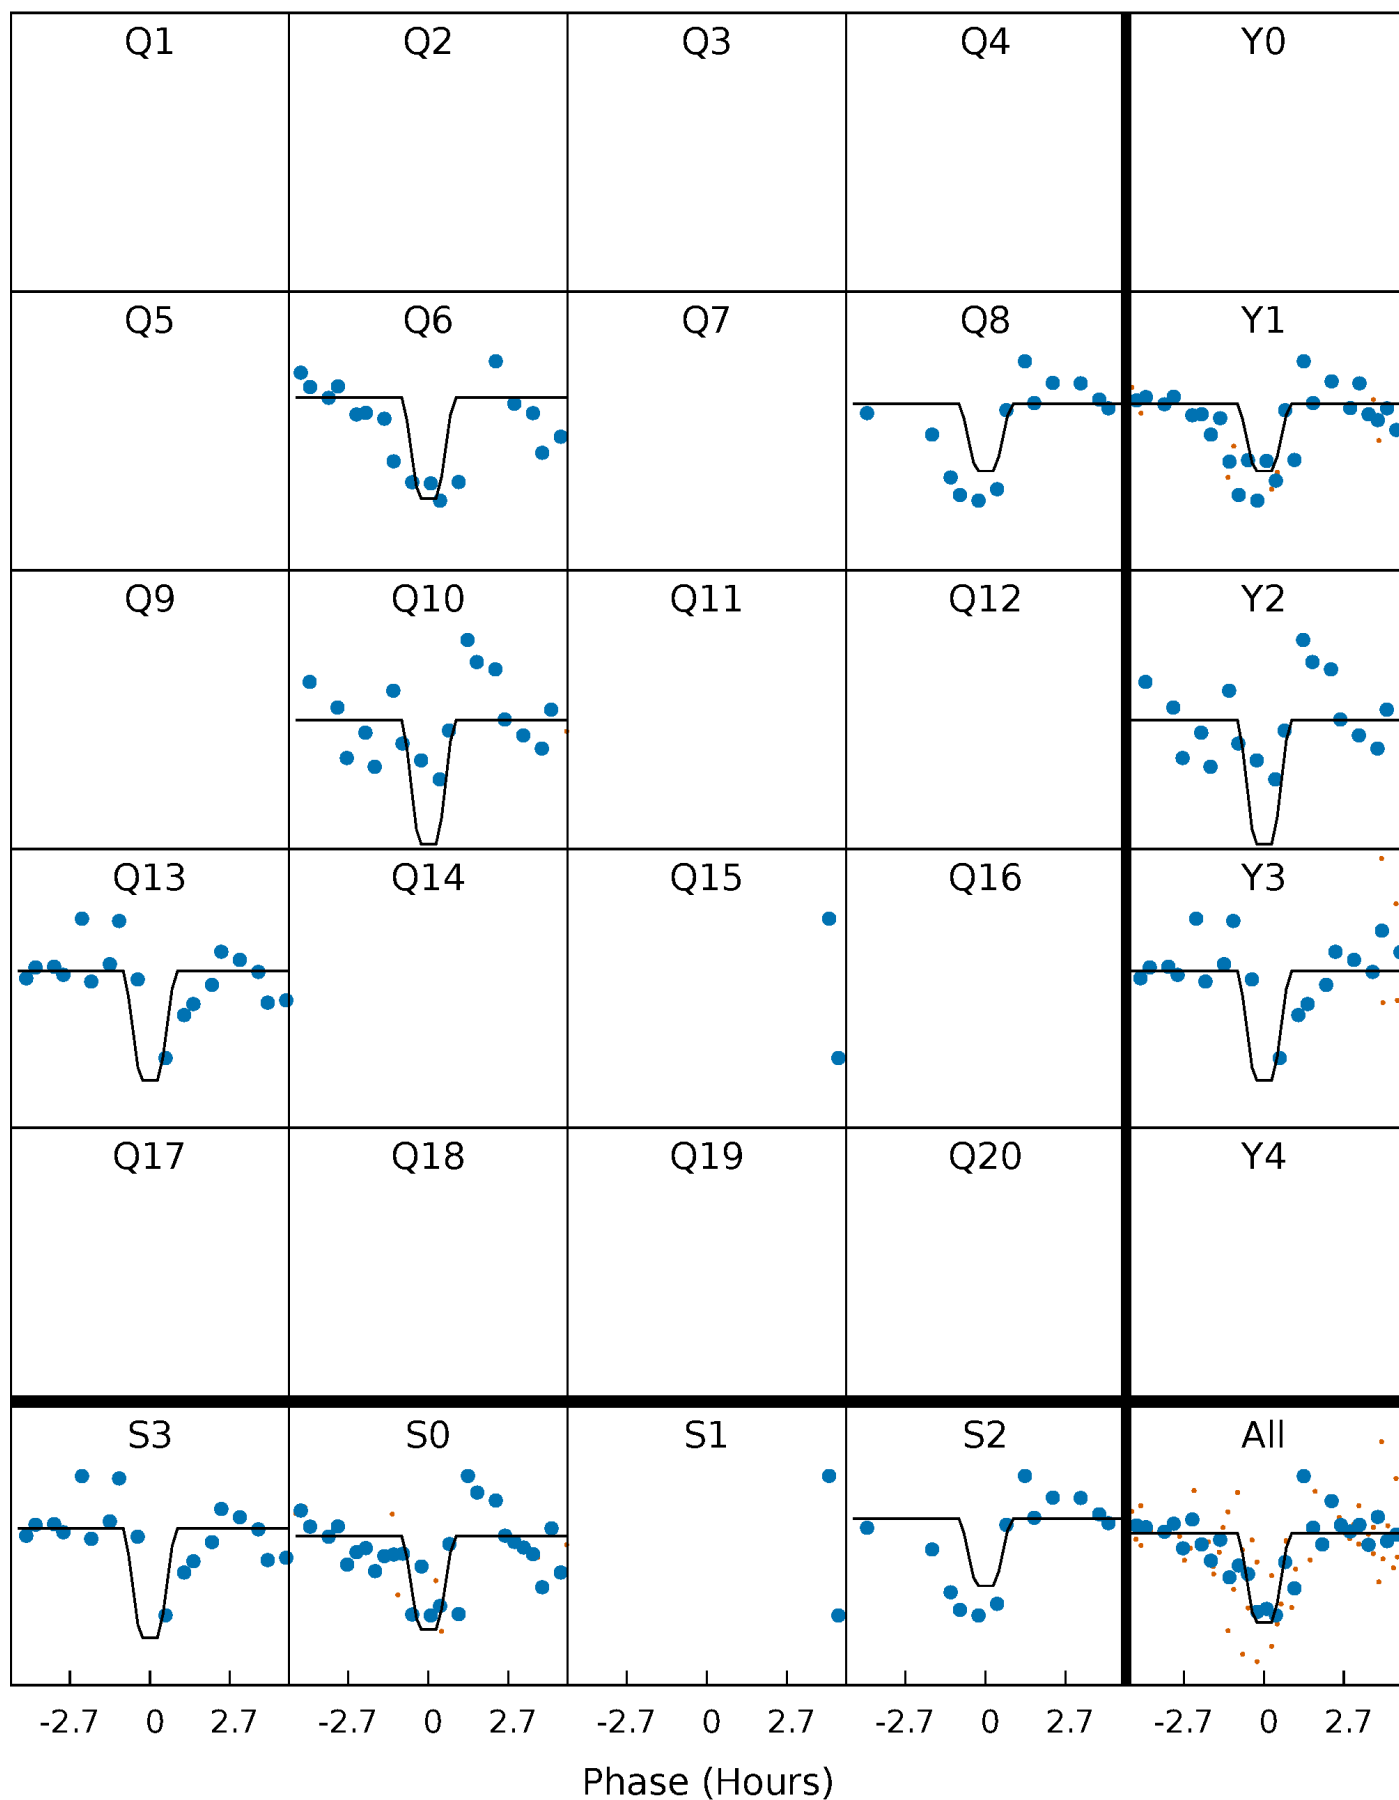 Q1 Q2 Q3 Q4 Y0
Q5 Q6 Q7 Q8 Y1
Q9 Q10 Q11 Q12 Y2
Q13 Q14 Q15 Q16 Y3
Q17 Q18 Q19 Q20 Y4
S3 S0 S1 S2 All
-2.7 0 2.7 -2.7 0 2.7 -2.7 0 2.7 -2.7 0 2.7 -2.7 0 2.7
Phase (Hours)